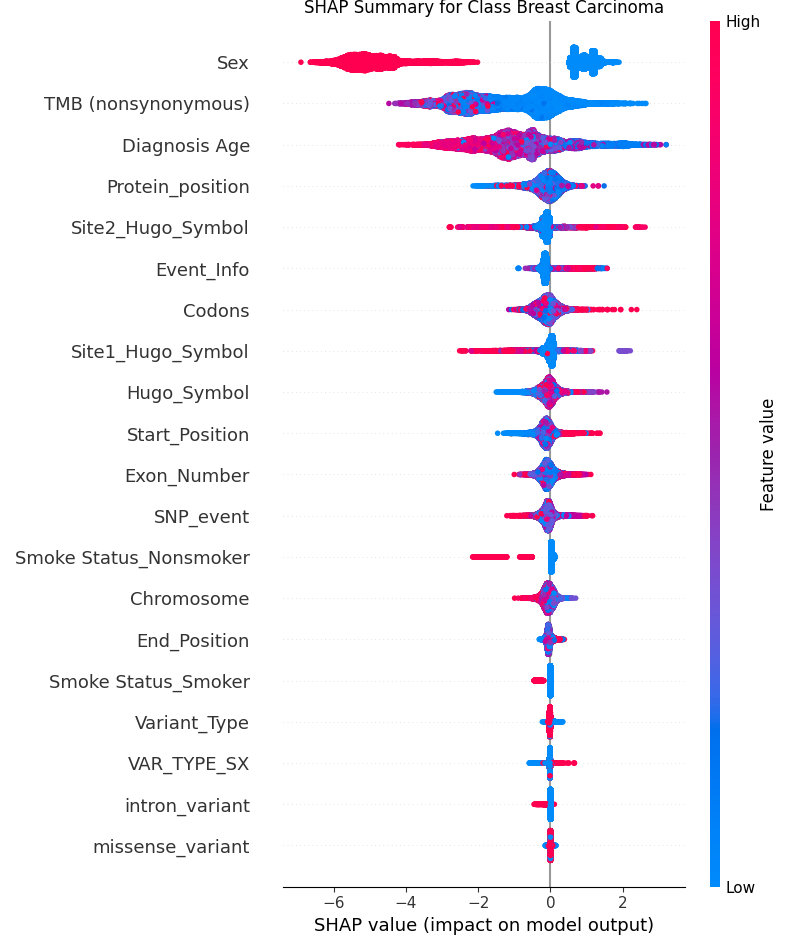 SHAP Summary for Class Breast Carcinoma
High
Sex
TMB (nonsynonymous)
Diagnosis Age
Protein_position
Site2_Hugo_Symbol
Event_Info
Codons
Site1_Hugo_Symbol
Hugo_Symbol
Start_Position
Exon_Number
SNP_event
Smoke Status_Nonsmoker
Chromosome
End_Position
Smoke Status_Smoker
Variant_Type
VAR_TYPE_SX
intron_variant
missense_variant
Feature value
Low
−6 −4 −2 0 2
SHAP value (impact on model output)